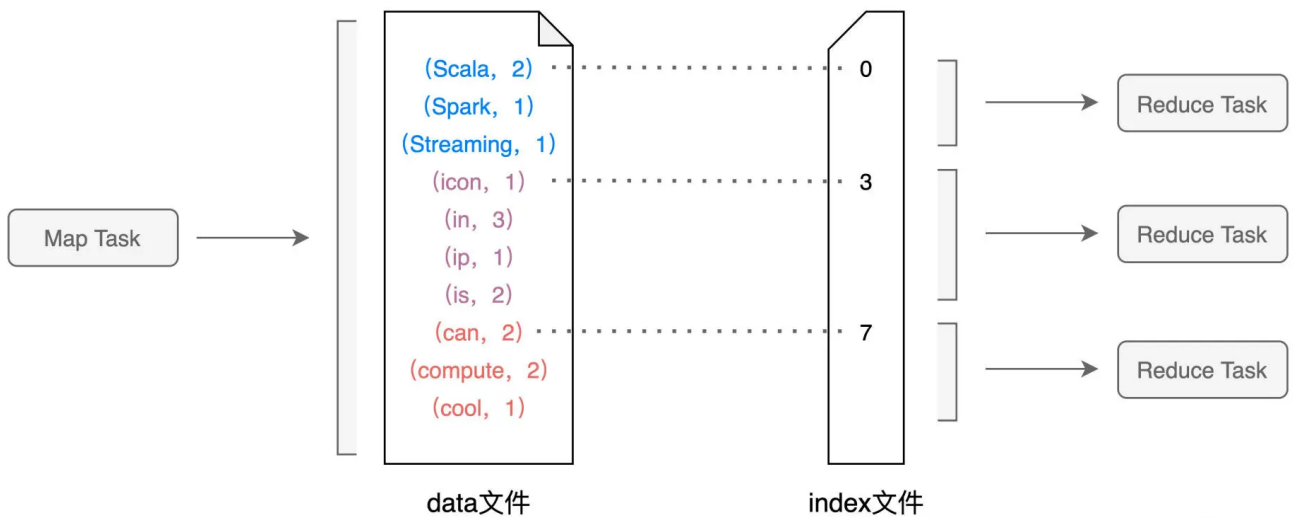 Map Task
(Scala, 2)
(Spark, 1)
(Streaming, 1)
(icon, 1)
(in, 3)
(ip, 1)
(is, 2)
(can, 2)
(compute, 2)
(cool, 1)
data文件
0
3
7
index文件
Reduce Task
Reduce Task
Reduce Task